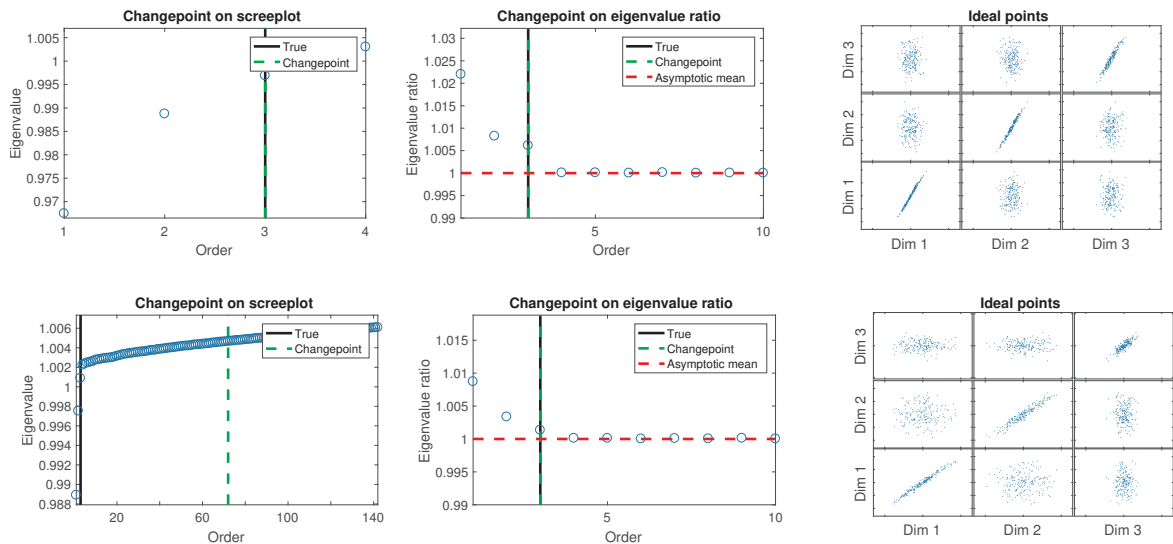 Changepoint on screeplot
1.005
1
0.995
0.99
0.985
0.98
0.975
0.97
Eigenvalue
1
2
3
4
Order
True
Changepoint
Changepoint on eigenvalue ratio
1.03
1.025
1.02
1.015
1.01
1.005
1
0.995
0.99
Eigenvalue ratio
5
10
Order
True
Changepoint
Asymptotic mean
Ideal points
Dim 3
Dim 2
Dim 1
Dim 1
Dim 2
Dim 3
Changepoint on screeplot
1.006
1.004
1.002
1
0.998
0.996
0.994
0.992
0.99
0.988
Eigenvalue
20
60
100
140
Order
True
Changepoint
Changepoint on eigenvalue ratio
1.015
1.01
1.005
1
0.995
0.99
Eigenvalue ratio
5
10
Order
True
Changepoint
Asymptotic mean
Ideal points
Dim 3
Dim 2
Dim 1
Dim 1
Dim 2
Dim 3